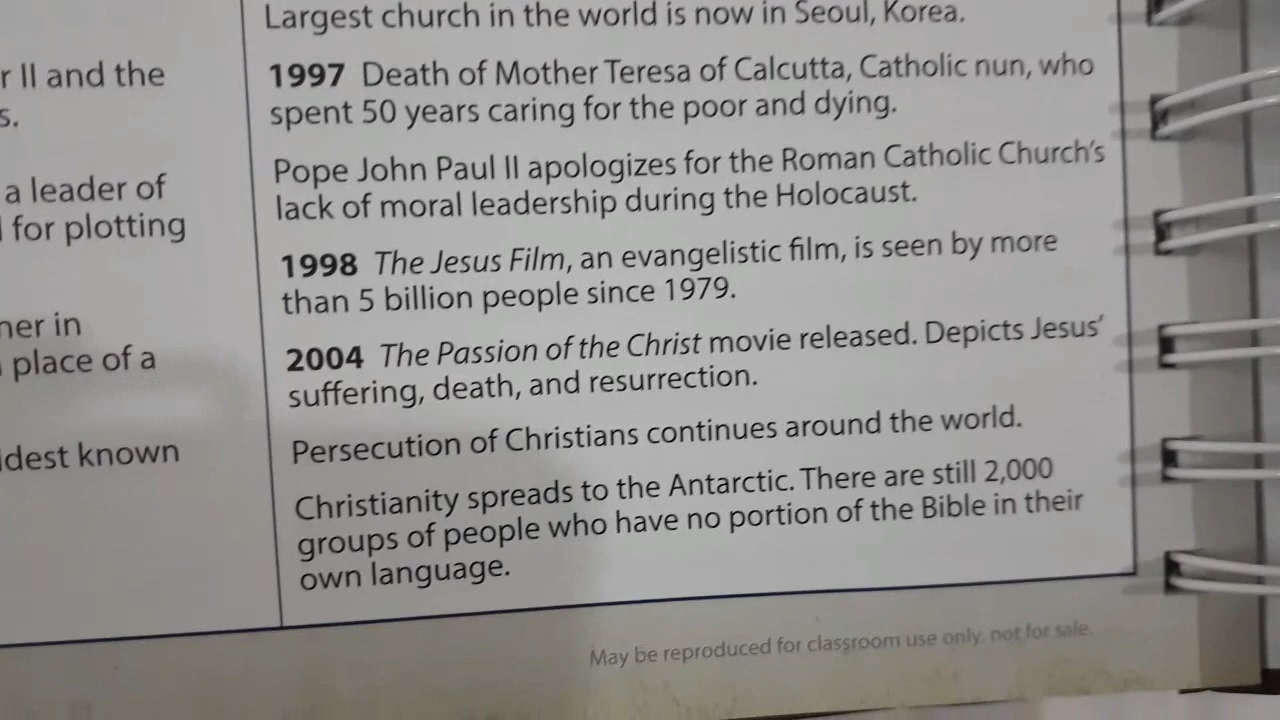 r II and the
s.
a leader of
for plotting
ner in
place of a
dest known
Largest church in the world is now in Seoul, Korea.
1997 Death of Mother Teresa of Calcutta, Catholic nun, who
spent 50 years caring for the poor and dying.
Pope John Paul II apologizes for the Roman Catholic Church's
lack of moral leadership during the Holocaust.
1998 The Jesus Film, an evangelistic film, is seen by more
than 5 billion people since 1979.
2004 The Passion of the Christ movie released. Depicts Jesus'
suffering, death, and resurrection.
Persecution of Christians continues around the world.
Christianity spreads to the Antarctic. There are still 2,000
groups of people who have no portion of the Bible in their
own language.
May be reproduced for classroom use only, not for sale.